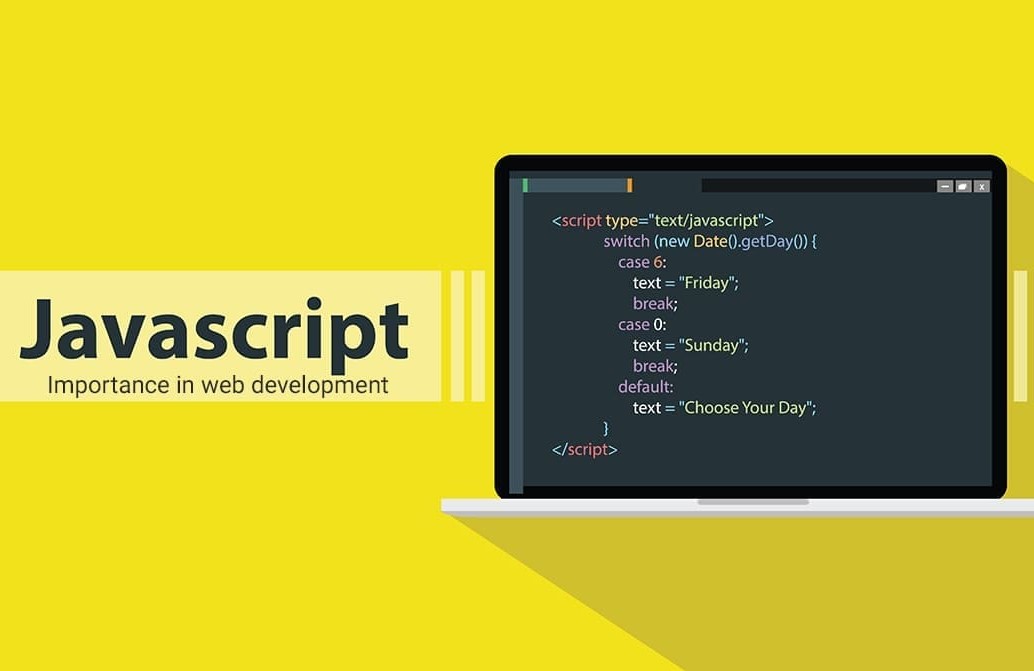 Javascript
Importance in web development
<script type="text/javascript">
switch (new Date().getDay()) {
case 6:
text = "Friday";
break;
case 0:
text = "Sunday";
break;
default:
text = "Choose Your Day";
}
</script>